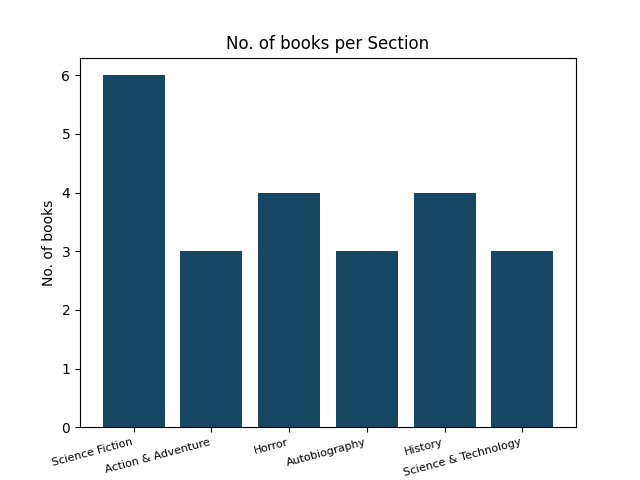 No. of books per Section
No. of books
6
5
4
3
2
1
0
Science Fiction
Action & Adventure
Horror
Autobiography
History
Science & Technology